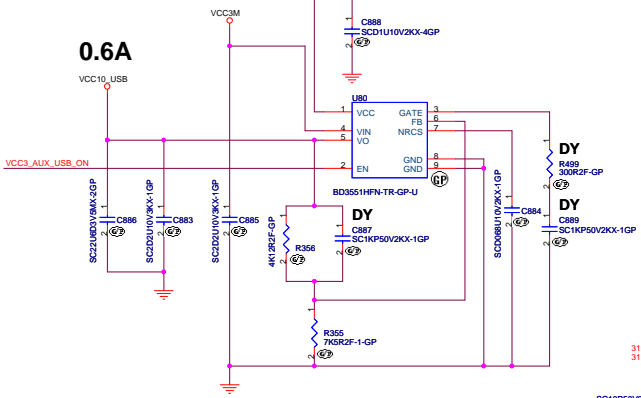 VCC3M
1
C888
SCD1U10V2KX-4GP
2
0.6A
VCC10_USB
U80
1
VCC
GATE
3
FB
6
4
VIN
NRCS
7
5
VO
VCC3_AUX_USB_ON
2
EN
GND
8
GND
9
GP
BD3551HFN-TR-GP-U
DY
R499
300R2F-GP
DY
C889
SC1KP50V2KX-1GP
SC22U6D3V5MX-2GP
C886
SC2D2U10V3KX-1GP
C883
SC2D2U10V3KX-1GP
C885
4K12R2F-GP
R356
DY
C887
SC1KP50V2KX-1GP
SCD068U10V2KX-1GP
C884
R355
7K5R2F-1-GP
31
31